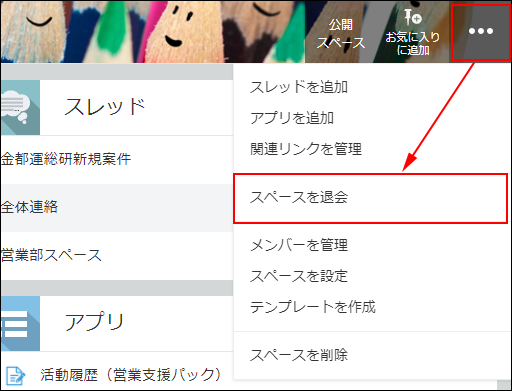 公開
スペース
お気に入り
に追加
スレッド
金都運総研新規案件
全体連絡
営業部スペース
アプリ
活動履歴（営業支援パック）
スレッドを追加
アプリを追加
関連リンクを管理
スペースを退会
メンバーを管理
スペースを設定
テンプレートを作成
スペースを削除